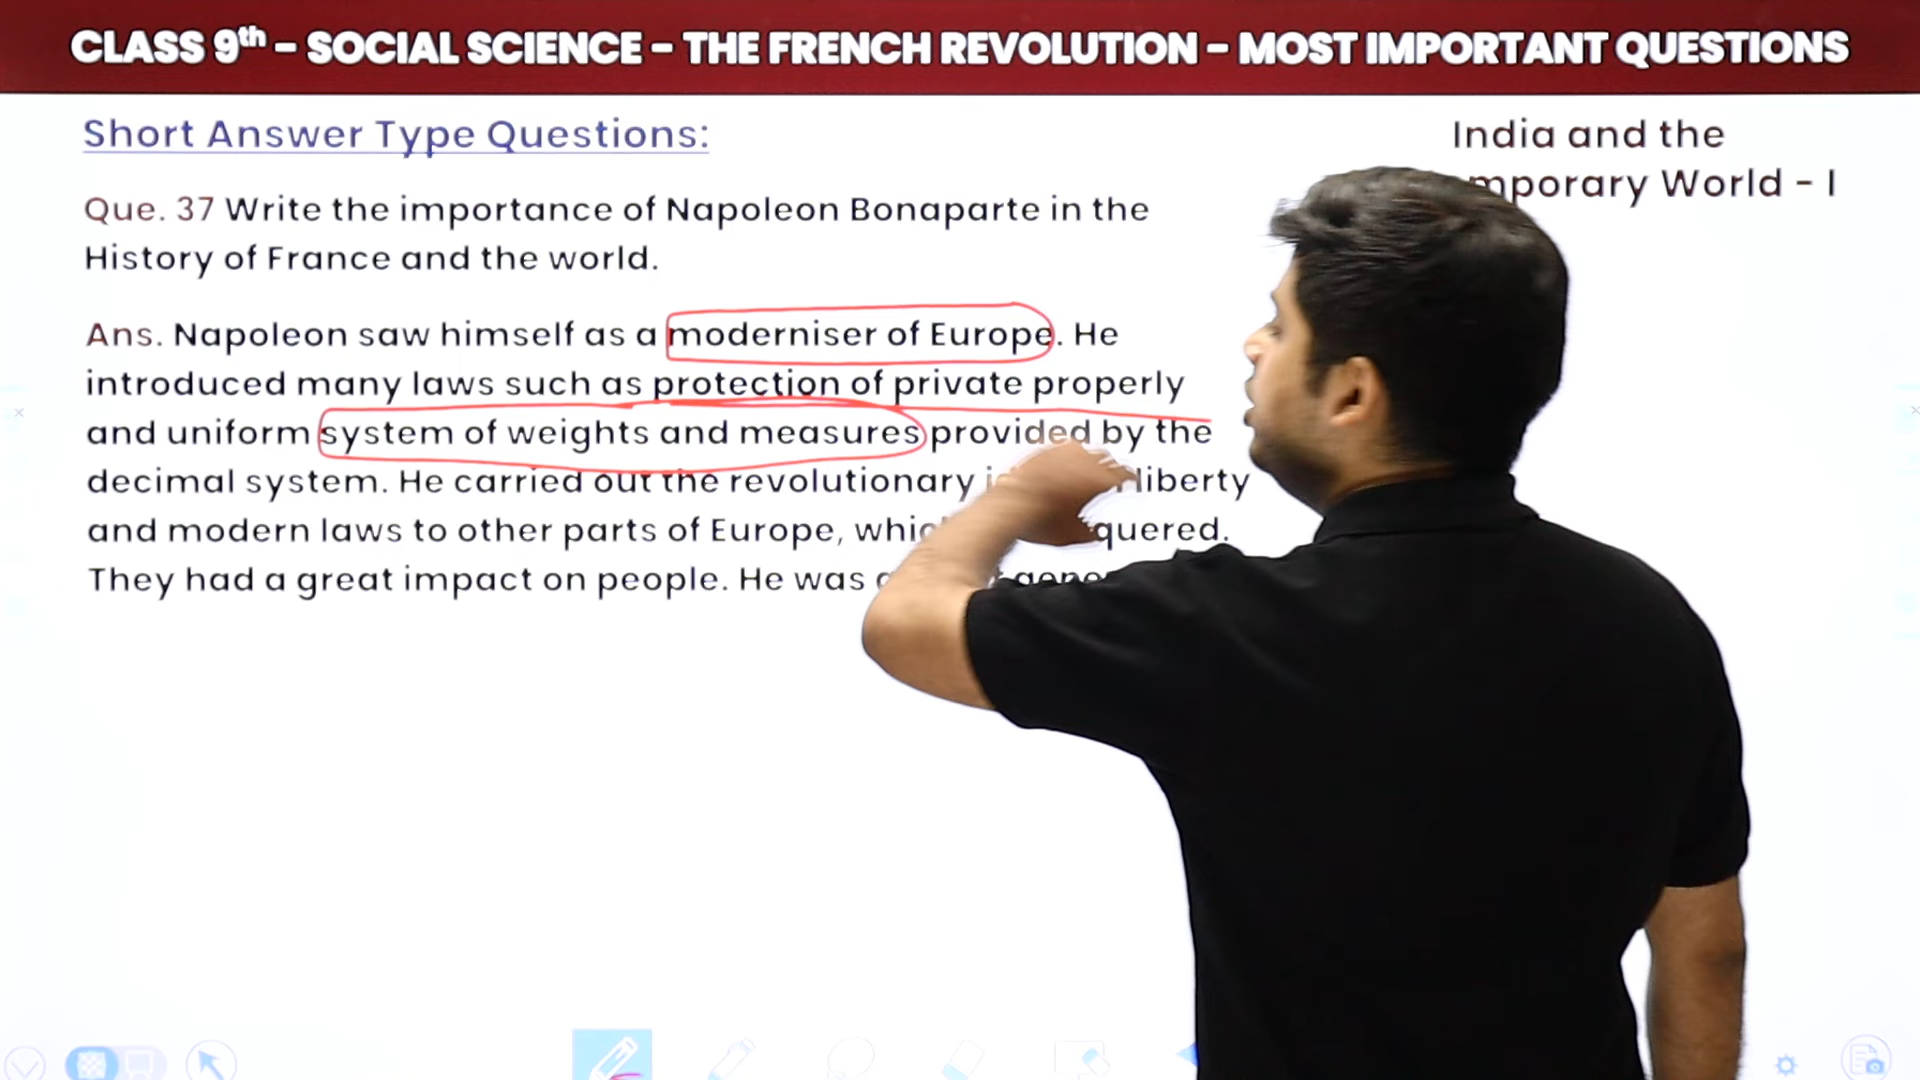 CLASS 9th - SOCIAL SCIENCE - THE FRENCH REVOLUTION - MOST IMPORTANT QUESTIONS
Short Answer Type Questions:
India and the
World - I
Que. 37 Write the importance of Napoleon Bonaparte in the
History of France and the world.
Ans. Napoleon saw himself as a moderniser of Europe. He
introduced many laws such as protection of private properly
and uniform system of weights and measures provided by the
decimal system. He carried out the revolutionary liberty
and modern laws to other parts of Europe,
They had a great impact on people. He was